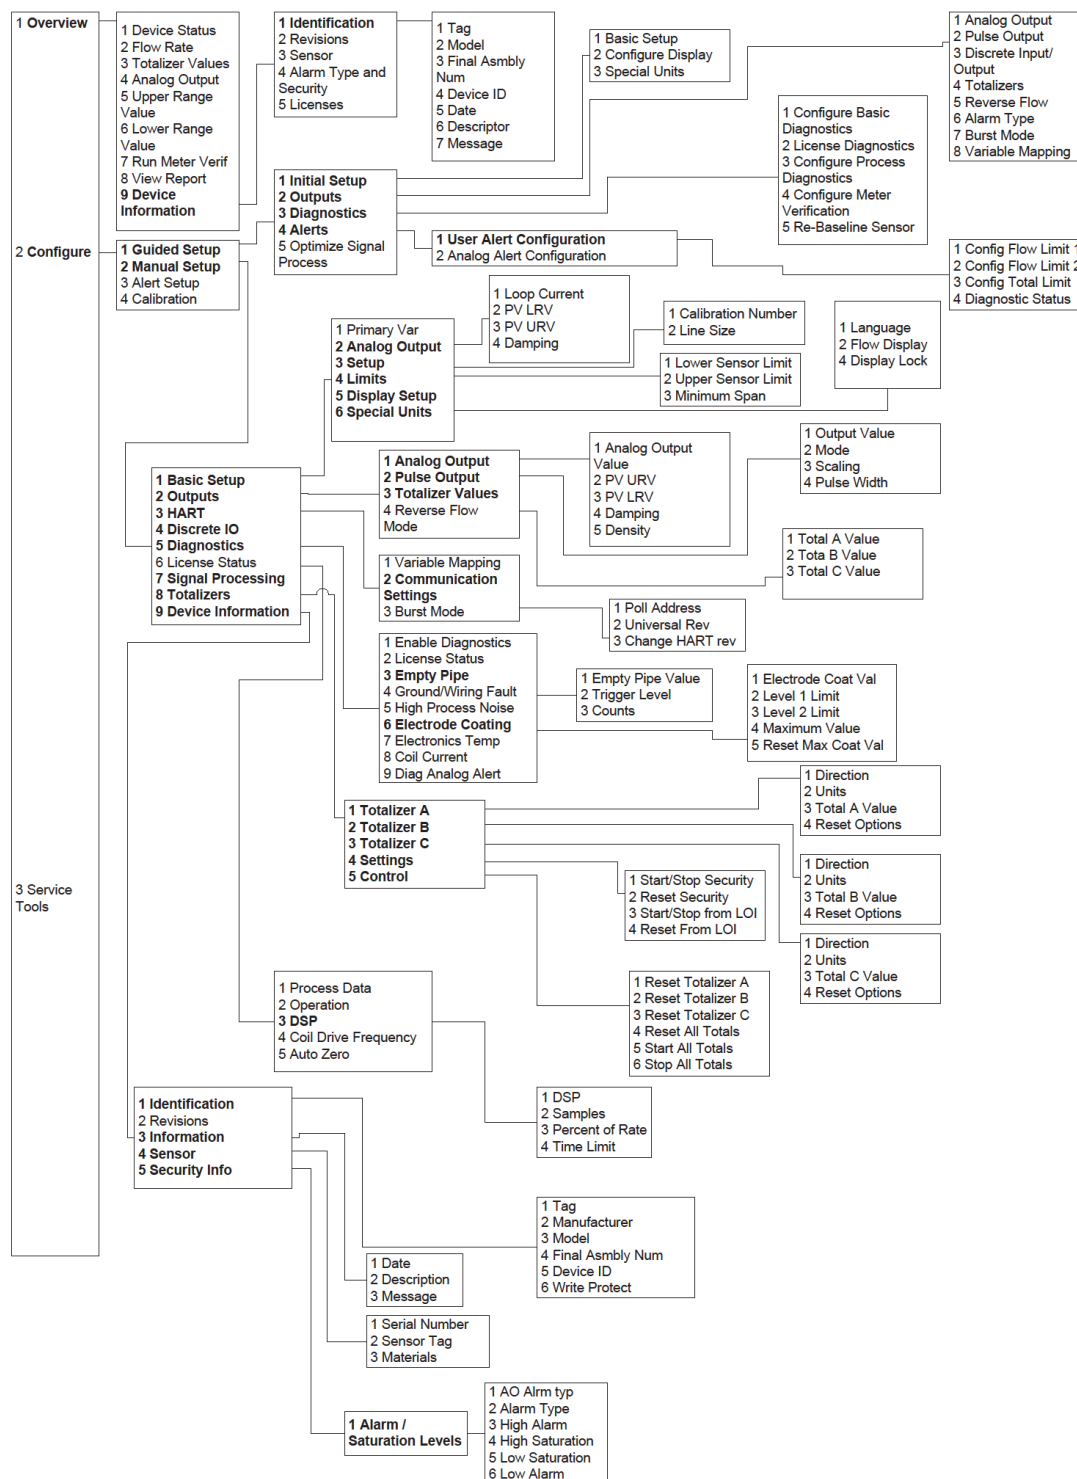 1 Overview
1 Device Status
2 Flow Rate
3 Totalizer Values
4 Analog Output
5 Upper Range
Value
6 Lower Range
Value
7 Run Meter Verif
8 View Report
9 Device
Information
1 Identification
2 Revisions
3 Sensor
4 Alarm Type and
Security
5 Licenses
1 Tag
2 Model
3 Final Asmbly
Num
4 Device ID
5 Date
6 Descriptor
7 Message
1 Basic Setup
2 Configure Display
3 Special Units
1 Analog Output
2 Pulse Output
3 Discrete Input/
Output
4 Totalizers
5 Reverse Flow
6 Alarm Type
7 Burst Mode
8 Variable Mapping
1 Configure Basic
Diagnostics
2 License Diagnostics
3 Configure Process
Diagnostics
4 Configure Meter
Verification
5 Re-Baseline Sensor
1 Initial Setup
2 Outputs
3 Diagnostics
4 Alerts
5 Optimize Signal
Process
2 Configure
1 Guided Setup
2 Manual Setup
3 Alert Setup
4 Calibration
1 User Alert Configuration
2 Analog Alert Configuration
1 Config Flow Limit 1
2 Config Flow Limit 2
3 Config Total Limit
4 Diagnostic Status
1 Loop Current
2 PV LRV
3 PV URV
4 Damping
1 Calibration Number
2 Line Size
1 Language
2 Flow Display
4 Display Lock
1 Primary Var
2 Analog Output
3 Setup
4 Limits
5 Display Setup
6 Special Units
1 Lower Sensor Limit
2 Upper Sensor Limit
3 Minimum Span
1 Basic Setup
2 Outputs
3 HART
4 Discrete IO
5 Diagnostics
6 License Status
7 Signal Processing
8 Totalizers
9 Device Information
1 Analog Output
2 Pulse Output
3 Totalizer Values
4 Reverse Flow
Mode
1 Analog Output
Value
2 PV URV
3 PV LRV
4 Damping
5 Density
1 Output Value
2 Mode
3 Scaling
4 Pulse Width
1 Total A Value
2 Tota B Value
3 Total C Value
1 Variable Mapping
2 Communication
Settings
3 Burst Mode
1 Poll Address
2 Universal Rev
3 Change HART rev
1 Enable Diagnostics
2 License Status
3 Empty Pipe
4 Ground/Wiring Fault
5 High Process Noise
6 Electrode Coating
7 Electronics Temp
8 Coil Current
9 Diag Analog Alert
1 Empty Pipe Value
2 Trigger Level
3 Counts
1 Electrode Coat Val
2 Level 1 Limit
3 Level 2 Limit
4 Maximum Value
5 Reset Max Coat Val
1 Totalizer A
2 Totalizer B
3 Totalizer C
4 Settings
5 Control
1 Direction
2 Units
3 Total A Value
4 Reset Options
1 Direction
2 Units
3 Total B Value
4 Reset Options
1 Direction
2 Units
3 Total C Value
4 Reset Options
3 Service
Tools
1 Start/Stop Security
2 Reset Security
3 Start/Stop from LOI
4 Reset From LOI
1 Reset Totalizer A
2 Reset Totalizer B
3 Reset Totalizer C
4 Reset All Totals
5 Start All Totals
6 Stop All Totals
1 Process Data
2 Operation
3 DSP
4 Coil Drive Frequency
5 Auto Zero
1 DSP
2 Samples
3 Percent of Rate
4 Time Limit
1 Identification
2 Revisions
3 Information
4 Sensor
5 Security Info
1 Tag
2 Manufacturer
3 Model
4 Final Asmbly Num
5 Device ID
6 Write Protect
1 Date
2 Description
3 Message
1 Serial Number
2 Sensor Tag
3 Materials
1 Alarm /
Saturation Levels
1 AO Alrm typ
2 Alarm Type
3 High Alarm
4 High Saturation
5 Low Saturation
6 Low Alarm